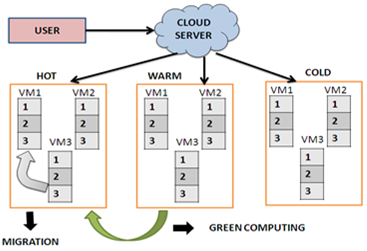 USER
CLOUD
SERVER
HOT
WARM
COLD
VM1
VM2
1
1
2
2
3
3
VM3
1
2
3
VM1
VM2
1
1
2
2
3
3
VM3
1
2
3
VM1
VM2
1
1
2
2
3
3
VM3
1
2
3
MIGRATION
GREEN COMPUTING